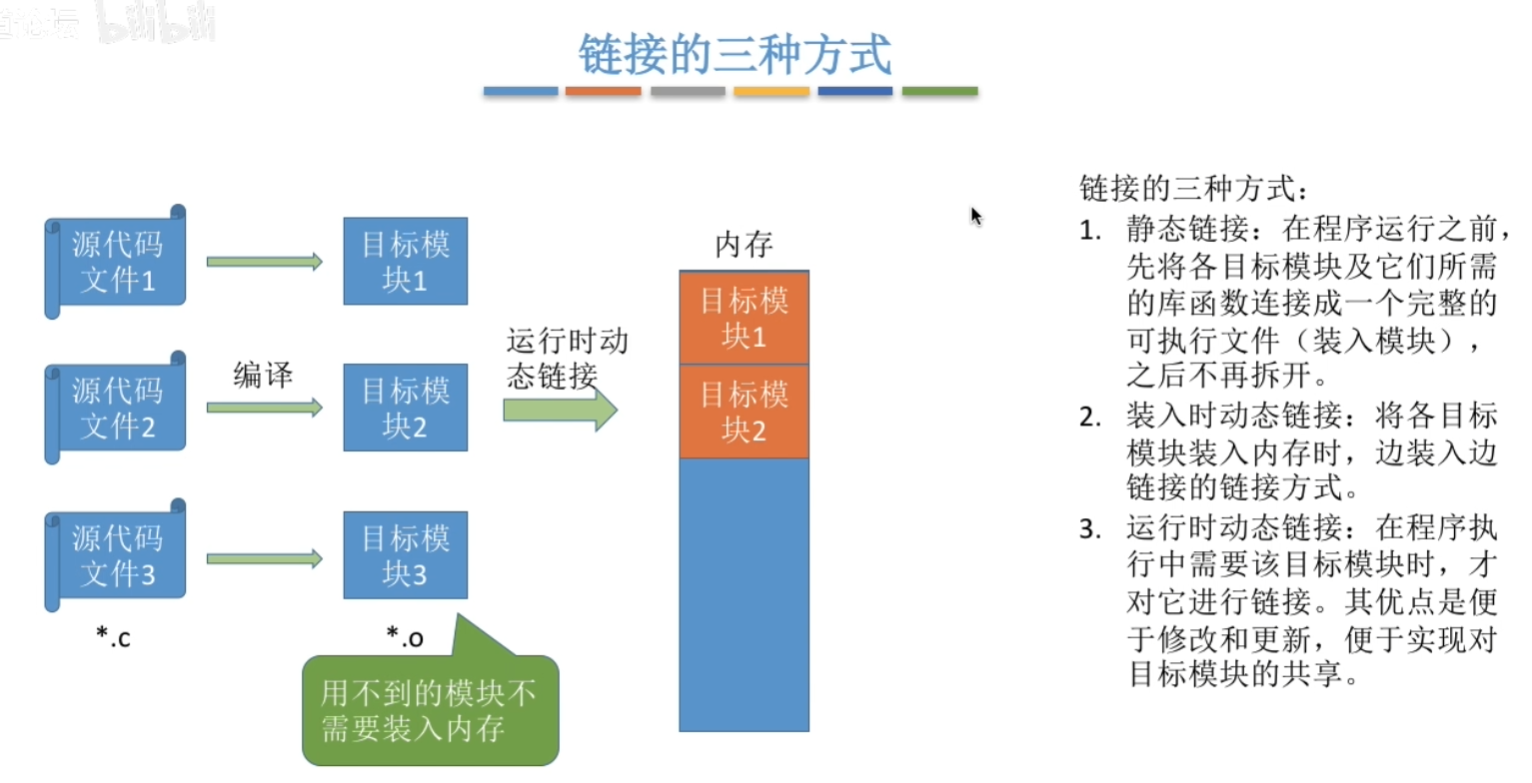 bilibili
链接的三种方式
源代码
文件1
目标模
块1
源代码
文件2
编译
目标模
块2
源代码
文件3
目标模
块3
*.c
*.o
用不到的模块不
需要装入内存
运行时动
态链接
内存
目标模
块1
目标模
块2
链接的三种方式：
1. 静态链接：在程序运行之前，
先将各目标模块及它们所需
的库函数连接成一个完整的
可执行文件（装入模块），
之后不再拆开。
2. 装入时动态链接：将各目标
模块装入内存时，边装入边
链接的链接方式。
3. 运行时动态链接：在程序执
行中需要该目标模块时，才
对它进行链接。其优点是便
于修改和更新，便于实现对
目标模块的共享。